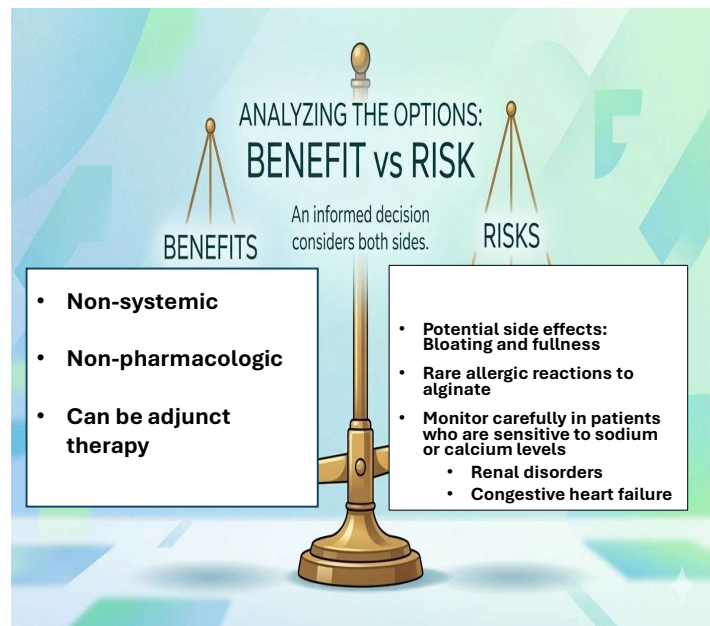 ANALYZING THE OPTIONS:
BENEFIT vs RISK
An informed decision
considers both sides.
BENEFITS
• Non-systemic
• Non-pharmacologic
• Can be adjunct
therapy
RISKS
• Potential side effects:
Bloating and fullness
• Rare allergic reactions to
alginate
• Monitor carefully in patients
who are sensitive to sodium
or calcium levels
• Renal disorders
• Congestive heart failure